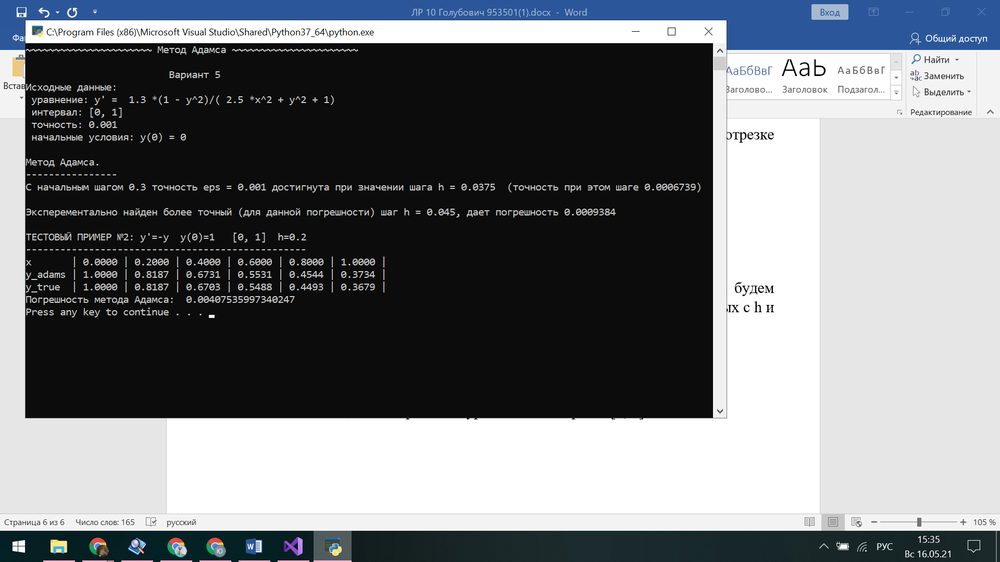 ЛР 10 Голубович 953501(1).docx - Word
Вход
C:\Program Files (x86)\Microsoft Visual Studio\Shared\Python37_64\python.exe
Общий доступ
~~~~~~~~~~~~~~~~~~~~~~ Метод Адамса ~~~~~~~~~~~~~~~~~~~~~~
Вариант 5
Исходные данные:
уравнение: y' =  1.3 *(1 - y^2)/( 2.5 *x^2 + y^2 + 1)
интервал: [0, 1]
точность: 0.001
начальные условия: y(0) = 0
Метод Адамса.
----------------
С начальным шагом 0.3 точность eps = 0.001 достигнута при значении шага h = 0.0375  (точность при этом шаге 0.0006739)
Эксперементально найден более точный (для данной погрешности) шаг h = 0.045, дает погрешность 0.0009384
ТЕСТОВЫЙ ПРИМЕР №2: y'=-y  y(0)=1   [0, 1]  h=0.2
-------------------------------------------------
x       | 0.0000 | 0.2000 | 0.4000 | 0.6000 | 0.8000 | 1.0000 |
y_adams | 1.0000 | 0.8187 | 0.6731 | 0.5531 | 0.4544 | 0.3734 |
y_true  | 1.0000 | 0.8187 | 0.6703 | 0.5488 | 0.4493 | 0.3679 |
Погрешность метода Адамса:  0.00407535997340247
Press any key to continue . . .
АаБбВвГ АаЬ АаБбВвГ
Заголово... Заголовок Подзагол...
Найти
Заменить
Выделить
Редактирование
отрезке
будем
с h и
Страница 6 из 6 Число слов: 165 русский
105 %
РУС
15:35
Вс 16.05.21